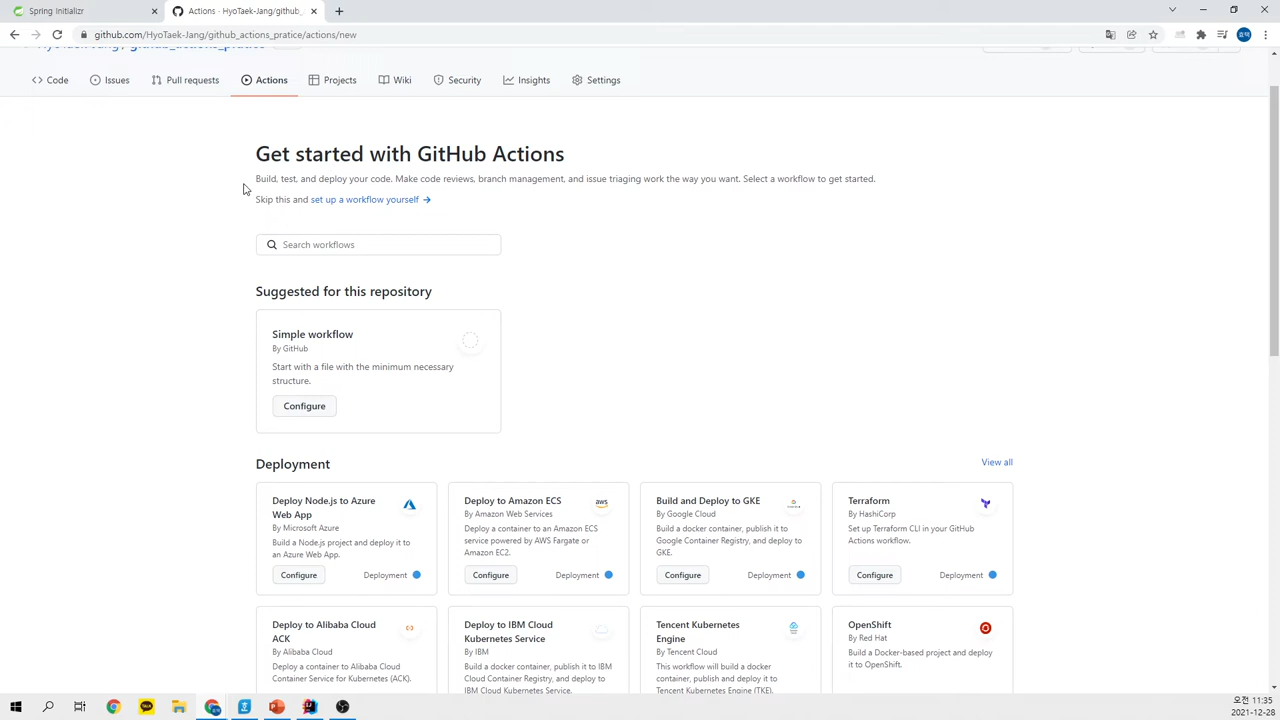 Spring Initializr
Actions · HyoTaek-Jang/github_
github.com/HyoTaek-Jang/github_actions_pratice/actions/new
HyoTaek-Jang / github_actions_pratice
Code
Issues
Pull requests
Actions
Projects
Wiki
Security
Insights
Settings
Get started with GitHub Actions
Build, test, and deploy your code. Make code reviews, branch management, and issue triaging work the way you want. Select a workflow to get started.
Skip this and set up a workflow yourself →
Search workflows
Suggested for this repository
Simple workflow
By GitHub
Start with a file with the minimum necessary
structure.
Configure
Deployment
View all
Deploy Node.js to Azure
Web App
By Microsoft Azure
Build a Node.js project and deploy it to
an Azure Web App.
Configure
Deployment
Deploy to Amazon ECS
aws
By Amazon Web Services
Deploy a container to an Amazon ECS
service powered by AWS Fargate or
Amazon EC2.
Configure
Deployment
Build and Deploy to GKE
By Google Cloud
Build a docker container, publish it to
Google Container Registry, and deploy to
GKE.
Configure
Deployment
Terraform
By HashiCorp
Set up Terraform CLI in your GitHub
Actions workflow.
Configure
Deployment
Deploy to Alibaba Cloud
ACK
By Alibaba Cloud
Deploy a container to Alibaba Cloud
Container Service for Kubernetes (ACK).
Deploy to IBM Cloud
Kubernetes Service
By IBM
Build a docker container, publish it to IBM
Cloud Container Registry, and deploy to
Tencent Kubernetes
Engine
By Tencent Cloud
This workflow will build a docker
container, publish and deploy it to
Tencent Kubernetes Engine (TKE).
OpenShift
By Red Hat
Build a Docker-based project and deploy
it to OpenShift.
오전 11:35
2021-12-28